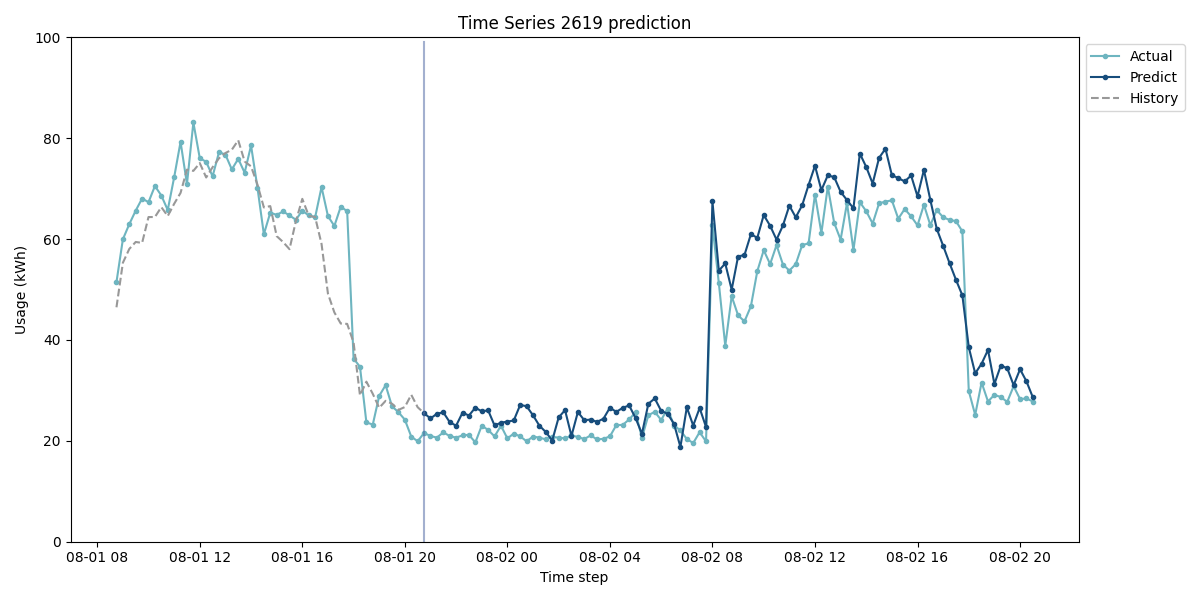 Time Series 2619 prediction
Usage (kWh)
100
80
60
40
20
0
08-01 08
08-01 12
08-01 16
08-01 20
08-02 00
08-02 04
08-02 08
08-02 12
08-02 16
08-02 20
Time step
Actual
Predict
History